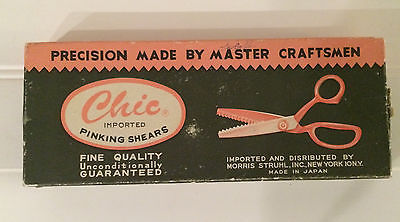 PRECISION MADE BY MASTER CRAFTSMEN
Chic®
IMPORTED
PINKING SHEARS
FINE QUALITY
Unconditionally
GUARANTEED
IMPORTED AND DISRIBUTED BY
MORRIS STRUHL, INC., NEW YORK 10 N.Y.
MADE IN JAPAN